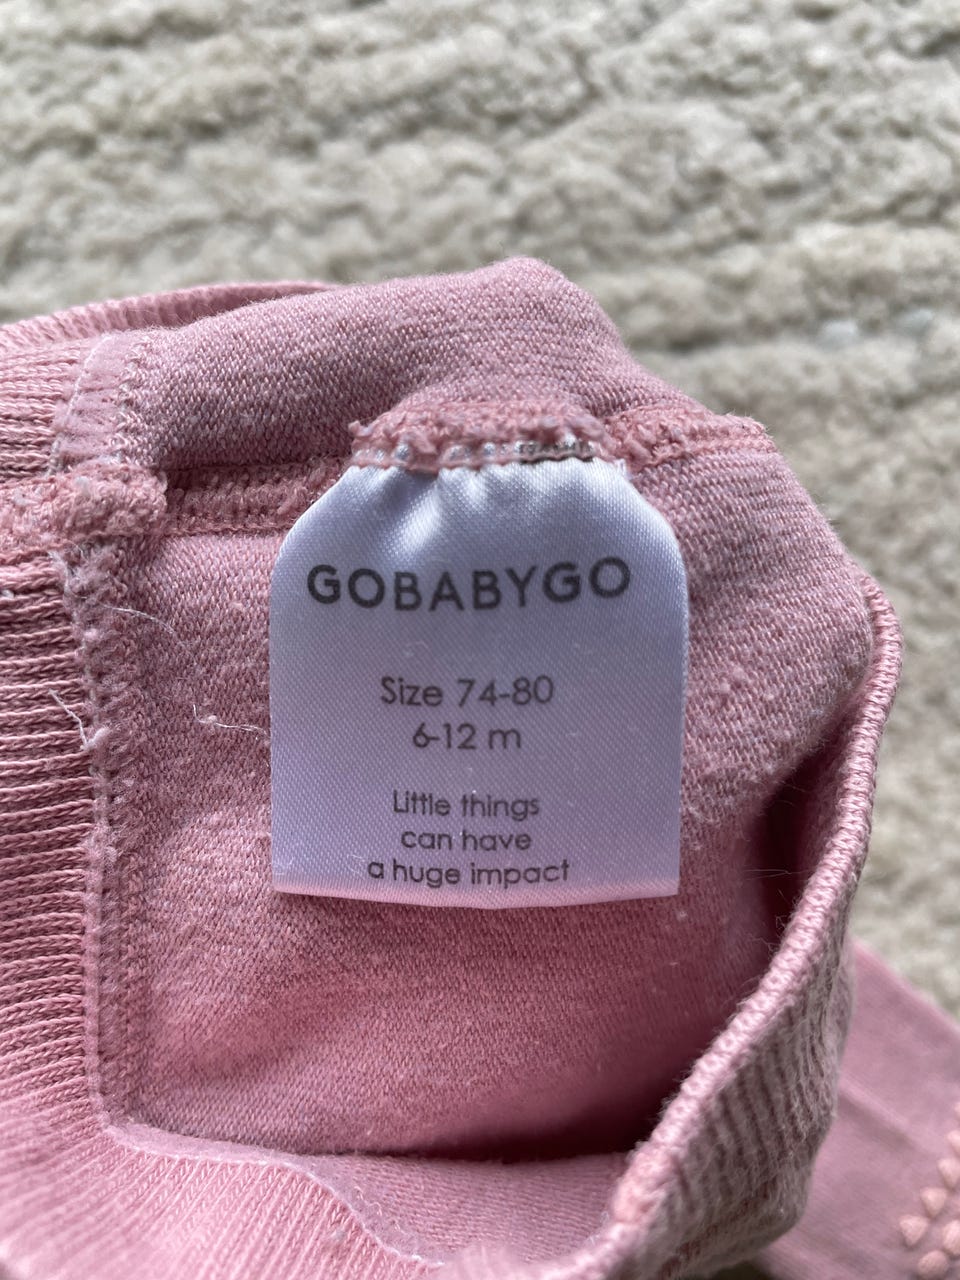 GOBABYGO
Size 74-80
6-12 m
Little things
can have
a huge impact